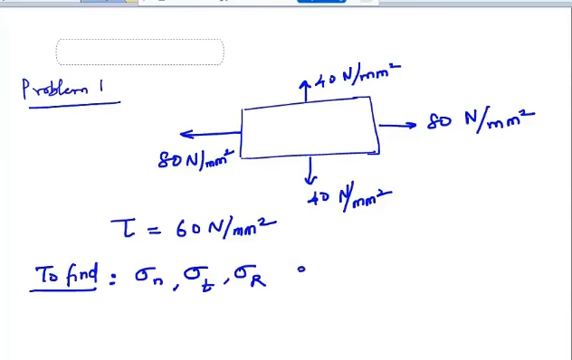 Problem 1
40 N/mm²
80 N/mm²
80 N/mm²
40 N/mm²
τ = 60 N/mm²
To find : σn, σt, σR